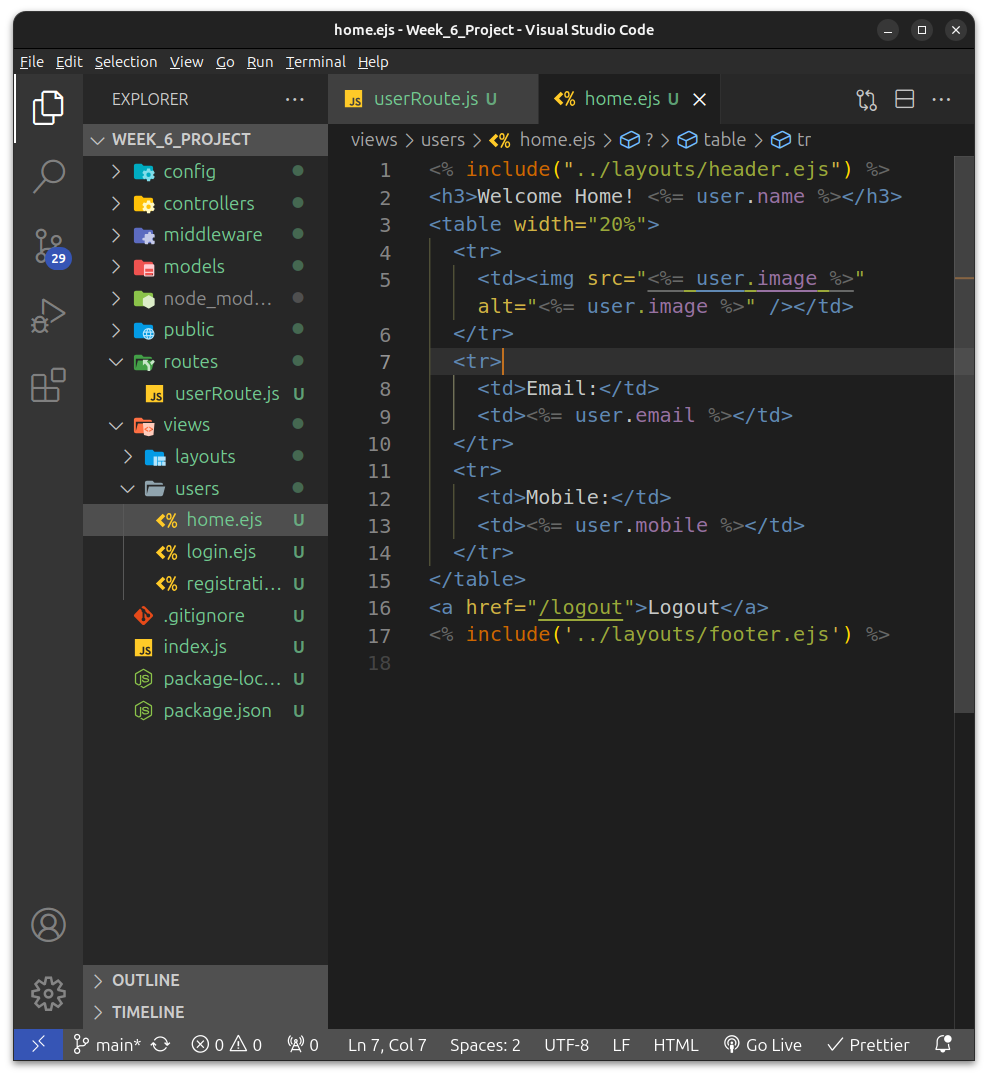 home.ejs - Week_6_Project - Visual Studio Code
File Edit Selection View Go Run Terminal Help
EXPLORER
WEEK_6_PROJECT
config
controllers
middleware
models
node_mod...
public
routes
userRoute.js U
views
layouts
users
home.ejs U
login.ejs U
registrati... U
.gitignore U
index.js U
package-loc... U
package.json U
OUTLINE
TIMELINE
29
userRoute.js U home.ejs U
views > users > home.ejs > ? > table > tr
1 <% include("../layouts/header.ejs") %>
2 <h3>Welcome Home! <%= user.name %></h3>
3 <table width="20%">
4 <tr>
5 <td><img src="<%= user.image %>"
alt="<%= user.image %>" /></td>
6 </tr>
7 <tr>
8 <td>Email:</td>
9 <td><%= user.email %></td>
10 </tr>
11 <tr>
12 <td>Mobile:</td>
13 <td><%= user.mobile %></td>
14 </tr>
15 </table>
16 <a href="/logout">Logout</a>
17 <% include('../layouts/footer.ejs') %>
18
main* 0 0 0 Ln 7, Col 7 Spaces: 2 UTF-8 LF HTML Go Live Prettier